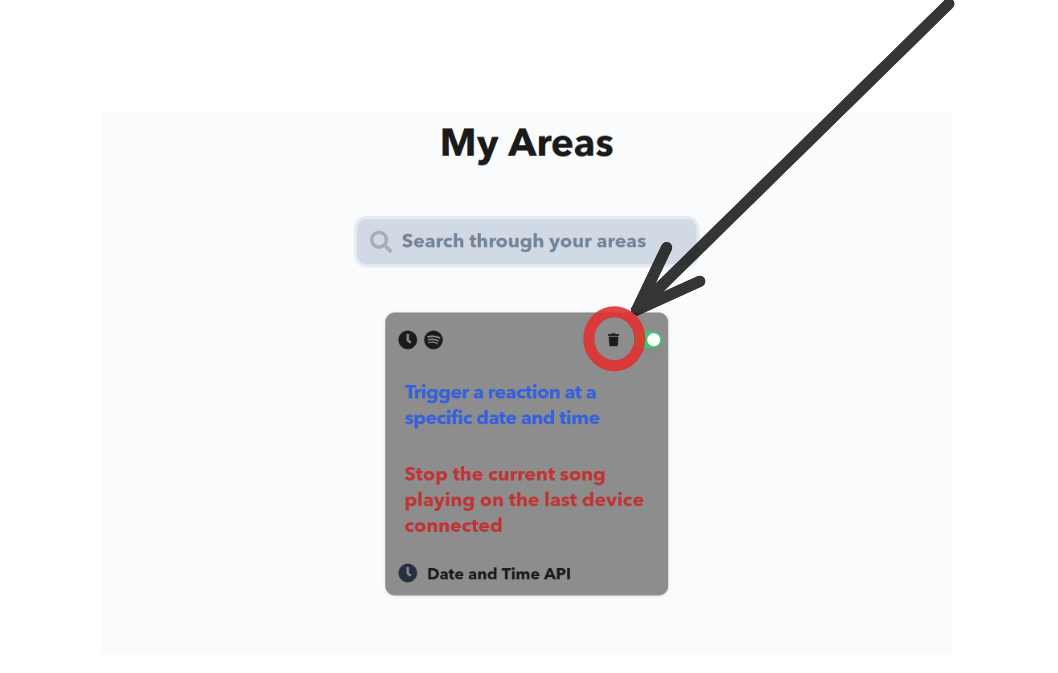 My Areas
Search through your areas
Trigger a reaction at a
specific date and time
Stop the current song
playing on the last device
connected
Date and Time API